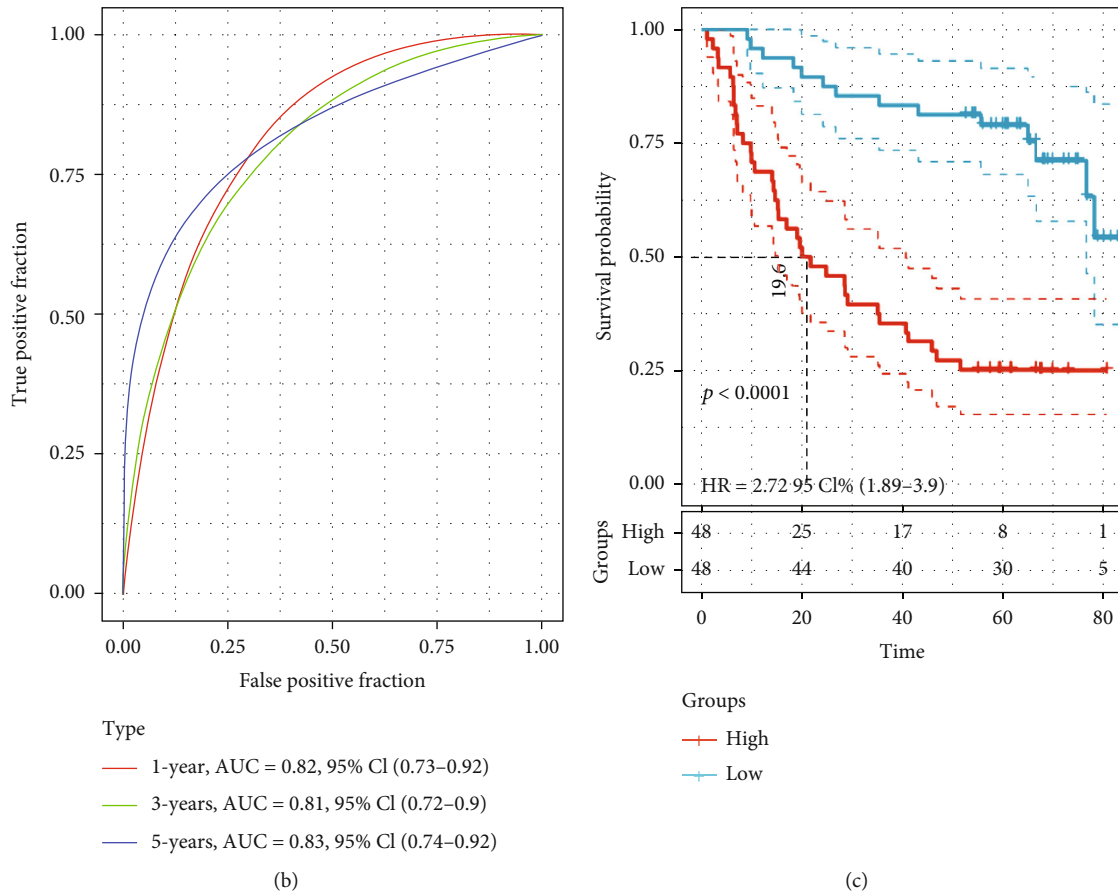 1.00
0.75
0.50
0.25
0.00
True positive fraction
0.00 0.25 0.50 0.75 1.00
False positive fraction
Type
1-year, AUC = 0.82, 95% Cl (0.73–0.92)
3-years, AUC = 0.81, 95% Cl (0.72–0.9)
5-years, AUC = 0.83, 95% Cl (0.74–0.92)
(b)
1.00
0.75
0.50
0.25
0.00
Survival probability
19.6
p < 0.0001
HR = 2.72 95 Cl% (1.89–3.9)
Groups
High 48 25 17 8 1
Low 48 44 40 30 5
0 20 40 60 80
Time
Groups
High
Low
(c)